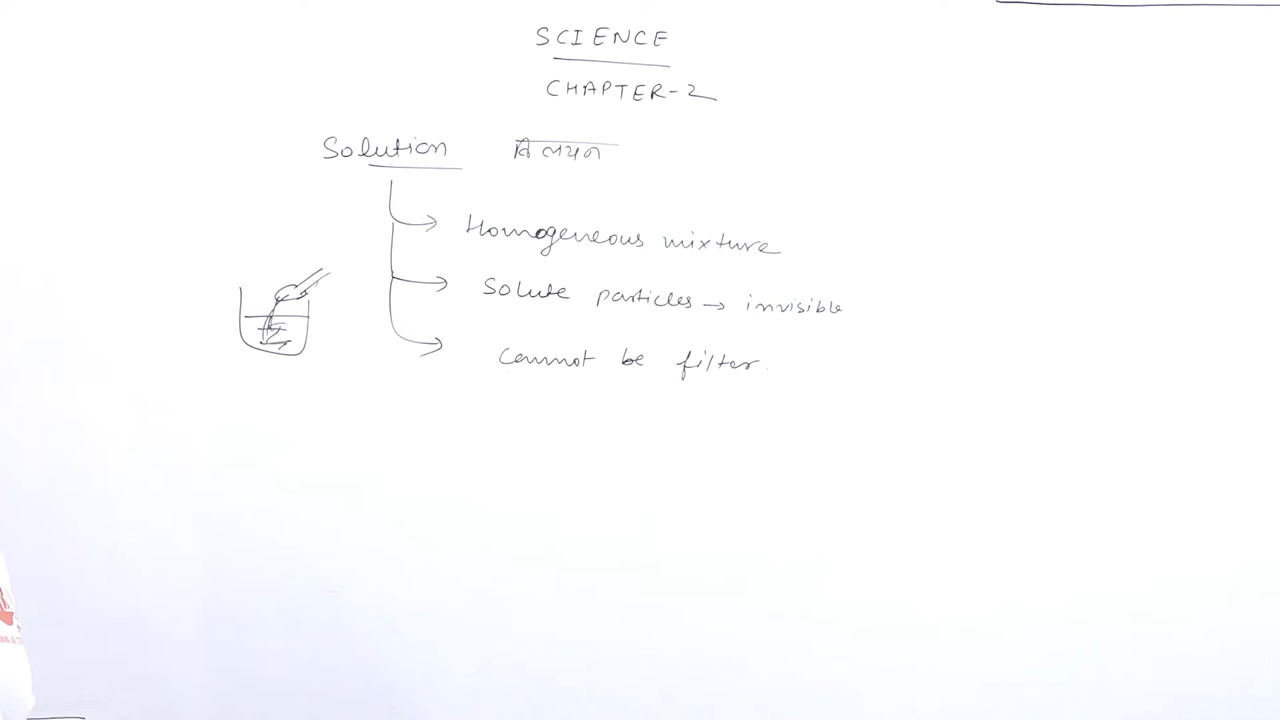 SCIENCE
CHAPTER-2
Solution विलयन
Homogeneous mixture
Solute particles → invisible
Cannot be filter.